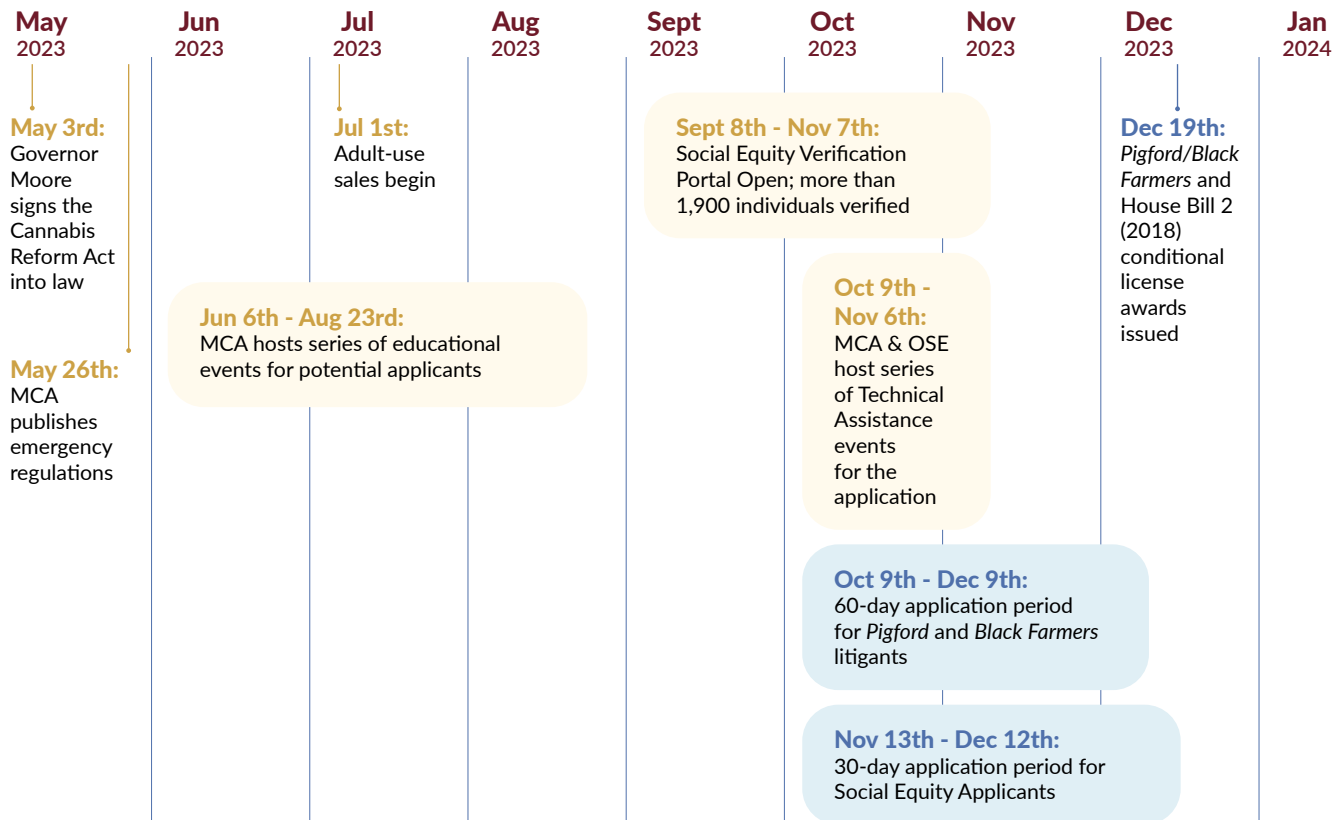 May
2023
Jun
2023
Jul
2023
Aug
2023
Sept
2023
Oct
2023
Nov
2023
Dec
2023
Jan
2024
May 3rd:
Governor
Moore
signs the
Cannabis
Reform Act
into law
May 26th:
MCA
publishes
emergency
regulations
Jun 6th - Aug 23rd:
MCA hosts series of educational
events for potential applicants
Jul 1st:
Adult-use
sales begin
Sept 8th - Nov 7th:
Social Equity Verification
Portal Open; more than
1,900 individuals verified
Oct 9th -
Nov 6th:
MCA & OSE
host series
of Technical
Assistance
events
for the
application
Oct 9th - Dec 9th:
60-day application period
for Pigford and Black Farmers
litigants
Nov 13th - Dec 12th:
30-day application period for
Social Equity Applicants
Dec 19th:
Pigford/Black
Farmers and
House Bill 2
(2018)
conditional
license
awards
issued